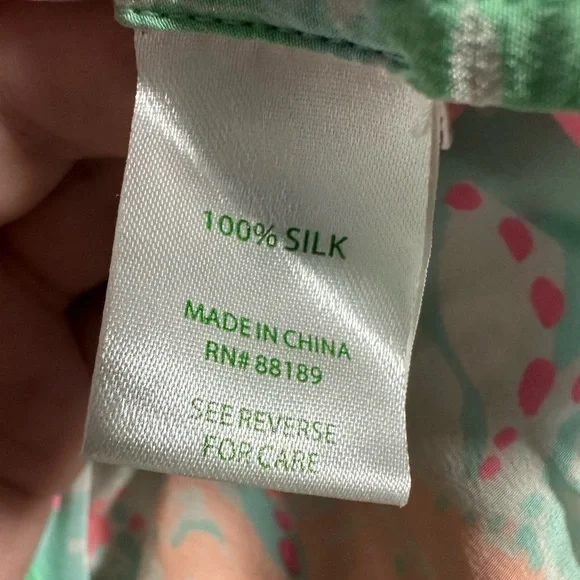 100% SILK
MADE IN CHINA
RN# 88189
SEE REVERSE
FOR CARE